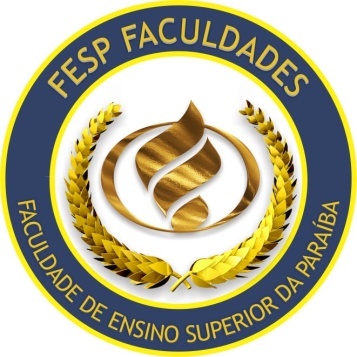 FESP FACULDADES
FACULDADE DE ENSINO SUPERIOR DA PARAÍBA